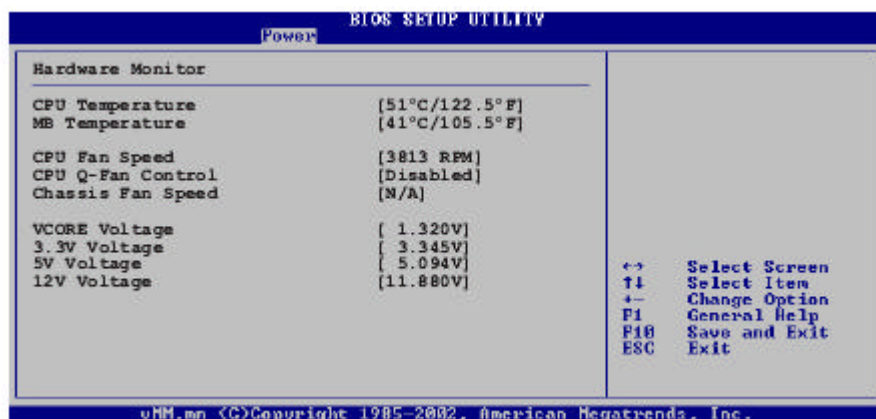 BIOS SETUP UTILITY
Power
Hardware Monitor
CPU Temperature [51°C/122.5°F]
MB Temperature [41°C/105.5°F]
CPU Fan Speed [3813 RPM]
CPU Q-Fan Control [Disabled]
Chassis Fan Speed [N/A]
VCORE Voltage [ 1.320V]
3.3V Voltage [ 3.345V]
5V Voltage [ 5.094V]
12V Voltage [11.880V]
←→ Select Screen
↑↓ Select Item
+- Change Option
F1 General Help
F10 Save and Exit
ESC Exit
vMM.mn (C)Copyright 1985-2002, American Megatrends, Inc.